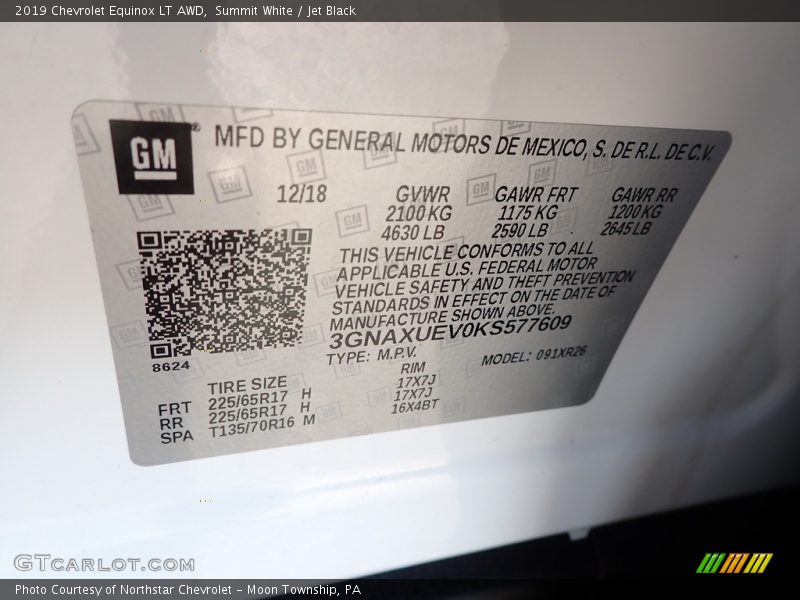 2019 Chevrolet Equinox LT AWD,  Summit White / Jet Black
GM® MFD BY GENERAL MOTORS DE MEXICO, S. DE R.L. DE C.V.
12/18 GVWR GAWR FRT GAWR RR
2100 KG 1175 KG 1200 KG
4630 LB 2590 LB 2645 LB
THIS VEHICLE CONFORMS TO ALL
APPLICABLE U.S. FEDERAL MOTOR
VEHICLE SAFETY AND THEFT PREVENTION
STANDARDS IN EFFECT ON THE DATE OF
MANUFACTURE SHOWN ABOVE.
3GNAXUEV0KS577609
8624
TYPE: M.P.V. MODEL: 091XR26
TIRE SIZE RIM
FRT 225/65R17 H 17X7J
RR 225/65R17 H 17X7J
SPA T135/70R16 M 16X4BT
GTCARLOT.COM
Photo Courtesy of Northstar Chevrolet – Moon Township, PA